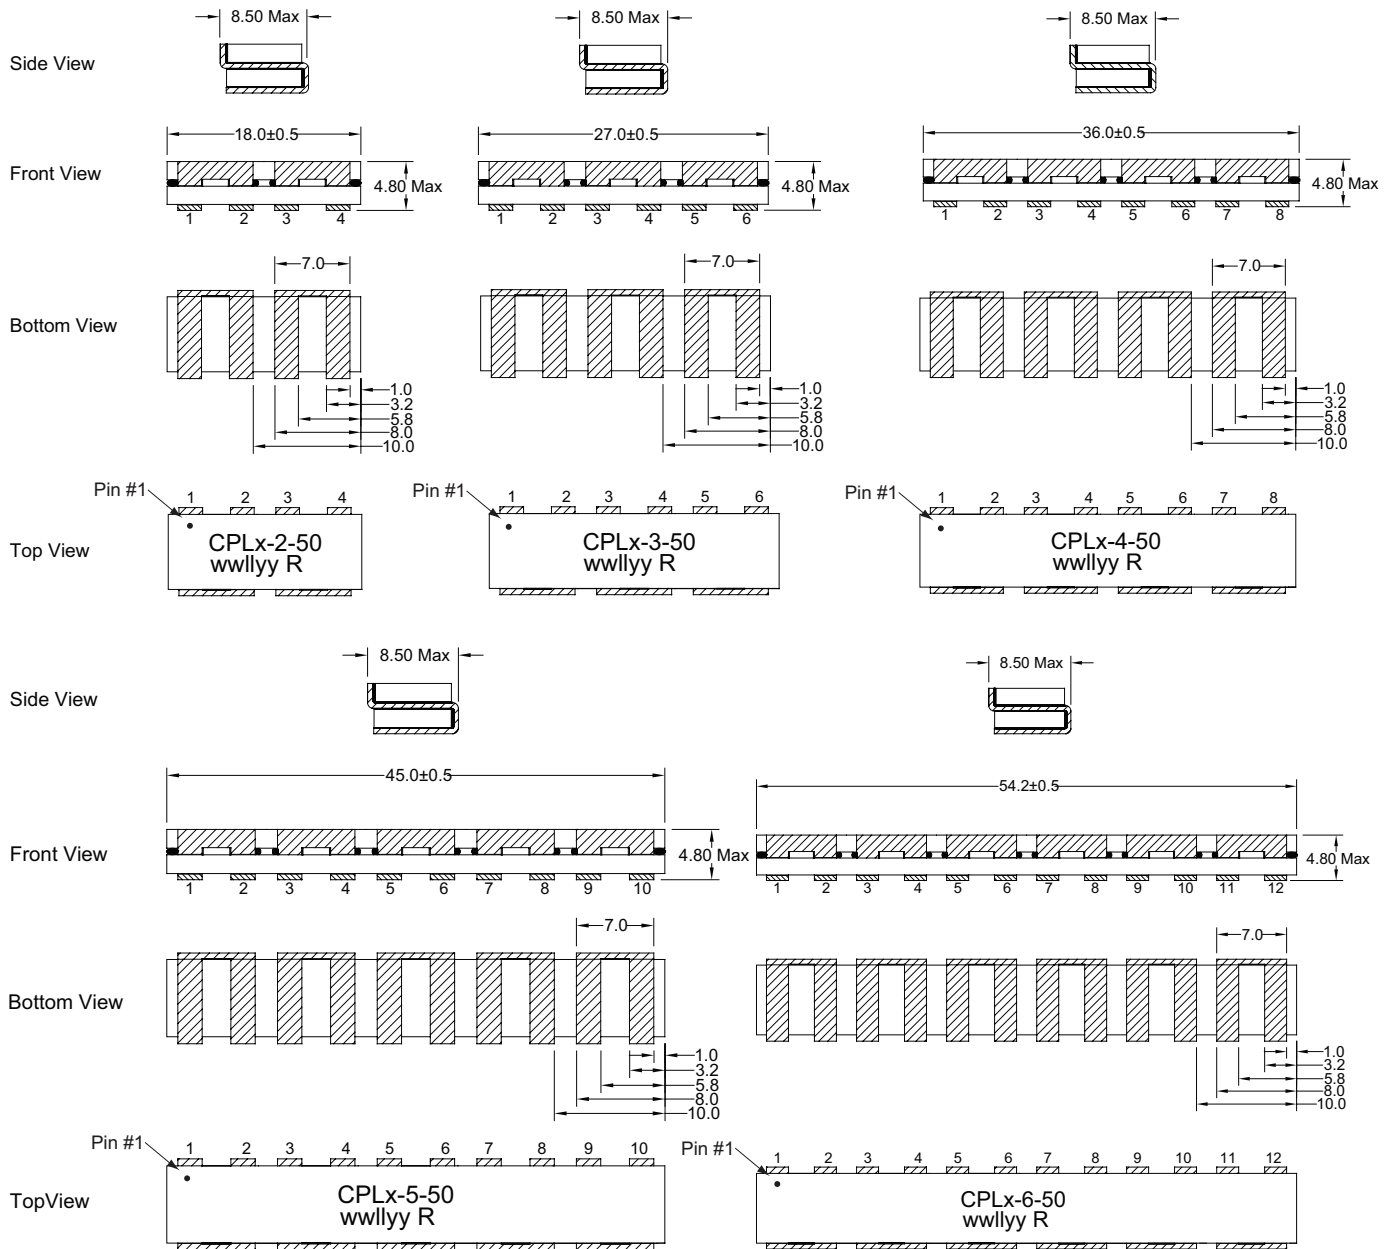 8.50 Max 8.50 Max 8.50 Max
Side View
18.0±0.5 27.0±0.5 36.0±0.5
Front View
4.80 Max 4.80 Max 4.80 Max
1 2 3 4 1 2 3 4 5 6 1 2 3 4 5 6 7 8
7.0 7.0 7.0
Bottom View
1.0 1.0 1.0
3.2 3.2 3.2
5.8 5.8 5.8
8.0 8.0 8.0
10.0 10.0 10.0
Pin #1 Pin #1 Pin #1
1 2 3 4 1 2 3 4 5 6 1 2 3 4 5 6 7 8
Top View
CPLx-2-50 CPLx-3-50 CPLx-4-50
wwllyy R wwllyy R wwllyy R
8.50 Max 8.50 Max
Side View
45.0±0.5 54.2±0.5
Front View
4.80 Max 4.80 Max
1 2 3 4 5 6 7 8 9 10 1 2 3 4 5 6 7 8 9 10 11 12
7.0 7.0
Bottom View
1.0 1.0
3.2 3.2
5.8 5.8
8.0 8.0
10.0 10.0
Pin #1 Pin #1
1 2 3 4 5 6 7 8 9 10 1 2 3 4 5 6 7 8 9 10 11 12
TopView
CPLx-5-50 CPLx-6-50
wwllyy R wwllyy R